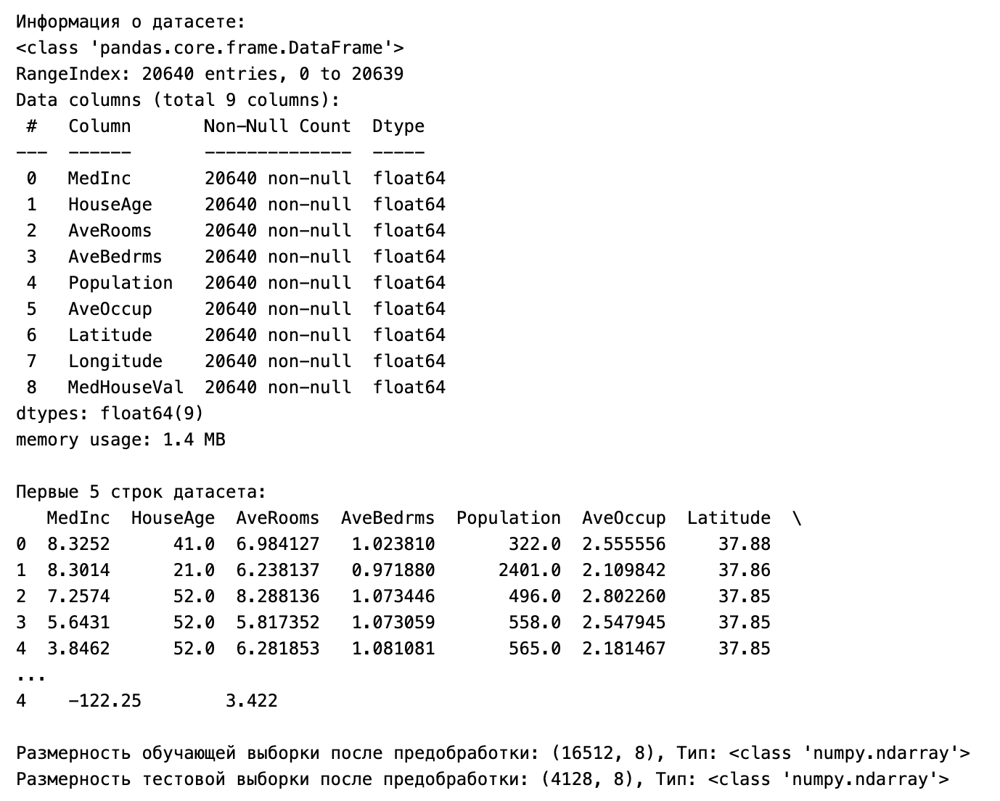 Информация о датасете:
<class 'pandas.core.frame.DataFrame'>
RangeIndex: 20640 entries, 0 to 20639
Data columns (total 9 columns):
 #   Column       Non-Null Count  Dtype
---  ------       --------------  -----
 0   MedInc       20640 non-null  float64
 1   HouseAge     20640 non-null  float64
 2   AveRooms     20640 non-null  float64
 3   AveBedrms    20640 non-null  float64
 4   Population   20640 non-null  float64
 5   AveOccup     20640 non-null  float64
 6   Latitude     20640 non-null  float64
 7   Longitude    20640 non-null  float64
 8   MedHouseVal  20640 non-null  float64
dtypes: float64(9)
memory usage: 1.4 MB

Первые 5 строк датасета:
   MedInc  HouseAge  AveRooms  AveBedrms  Population  AveOccup  Latitude  \
0  8.3252      41.0  6.984127   1.023810       322.0  2.555556     37.88
1  8.3014      21.0  6.238137   0.971880      2401.0  2.109842     37.86
2  7.2574      52.0  8.288136   1.073446       496.0  2.802260     37.85
3  5.6431      52.0  5.817352   1.073059       558.0  2.547945     37.85
4  3.8462      52.0  6.281853   1.081081       565.0  2.181467     37.85
...
4    -122.25        3.422

Размерность обучающей выборки после предобработки: (16512, 8), Тип: <class 'numpy.ndarray'>
Размерность тестовой выборки после предобработки: (4128, 8), Тип: <class 'numpy.ndarray'>